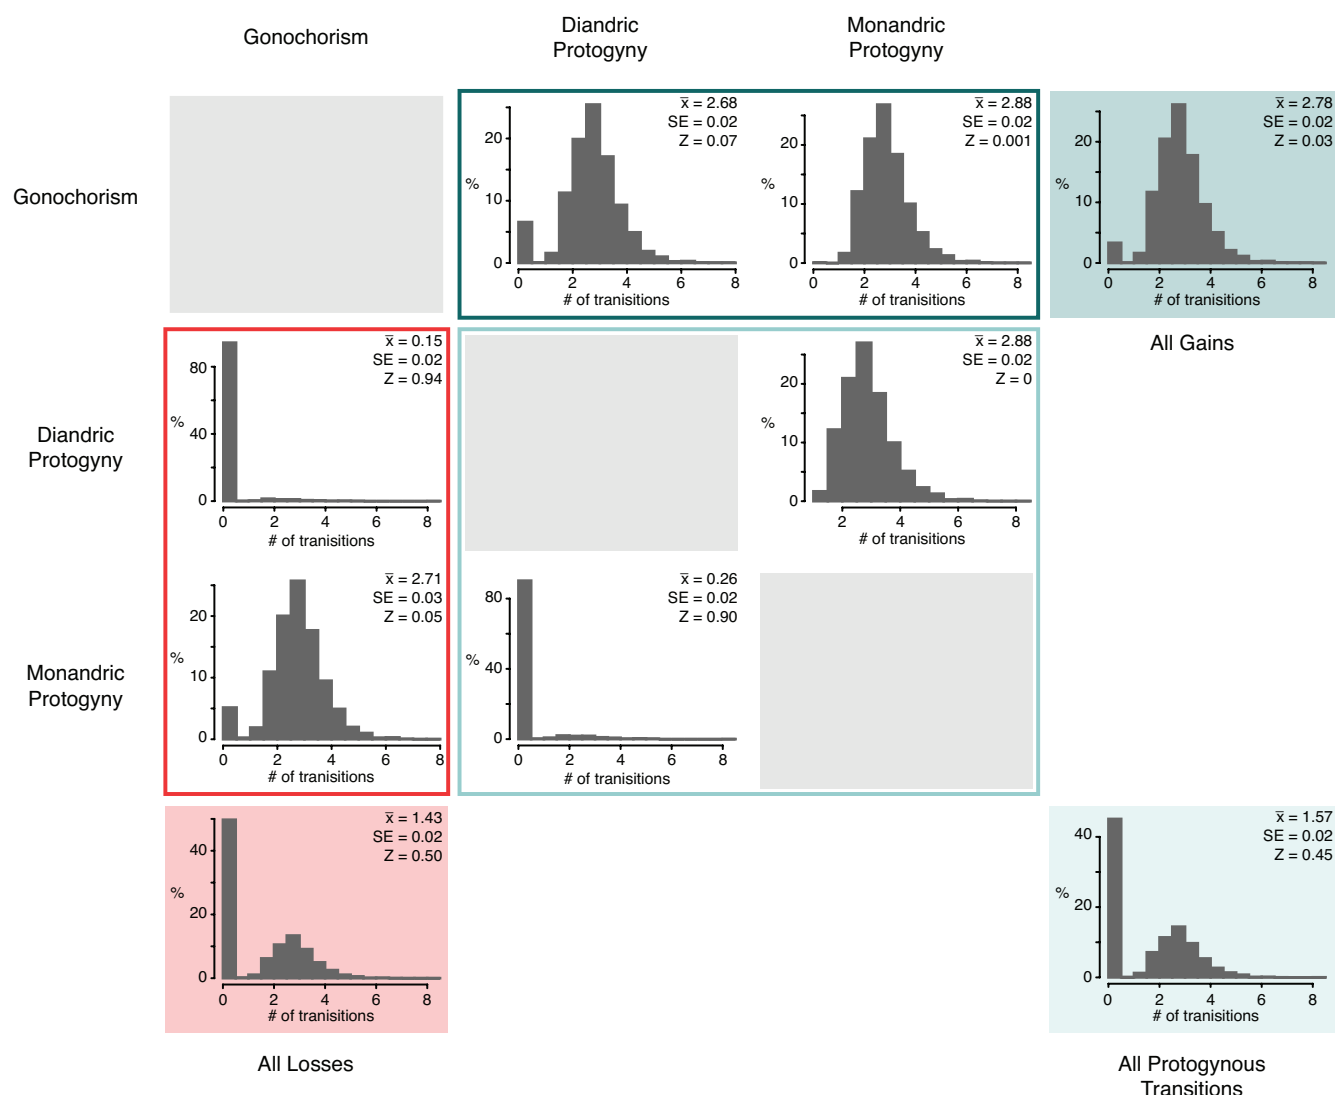 Gonochorism
Diandric
Protogyny
Monandric
Protogyny
Gonochorism
x̅ = 2.68
SE = 0.02
Z = 0.07
%
20
10
0
0 2 4 6 8
# of tranisitions
x̅ = 2.88
SE = 0.02
Z = 0.001
%
20
10
0
0 2 4 6 8
# of tranisitions
x̅ = 2.78
SE = 0.02
Z = 0.03
%
20
10
0
0 2 4 6 8
# of tranisitions
All Gains
Diandric
Protogyny
x̅ = 0.15
SE = 0.02
Z = 0.94
%
80
40
0
0 2 4 6 8
# of tranisitions
x̅ = 2.88
SE = 0.02
Z = 0
%
20
10
0
2 4 6 8
# of tranisitions
Monandric
Protogyny
x̅ = 2.71
SE = 0.03
Z = 0.05
%
20
10
0
0 2 4 6 8
# of tranisitions
x̅ = 0.26
SE = 0.02
Z = 0.90
%
80
40
0
0 2 4 6 8
# of tranisitions
x̅ = 1.43
SE = 0.02
Z = 0.50
%
40
20
0
0 2 4 6 8
# of tranisitions
All Losses
x̅ = 1.57
SE = 0.02
Z = 0.45
%
40
20
0
0 2 4 6 8
# of tranisitions
All Protogynous
Transitions